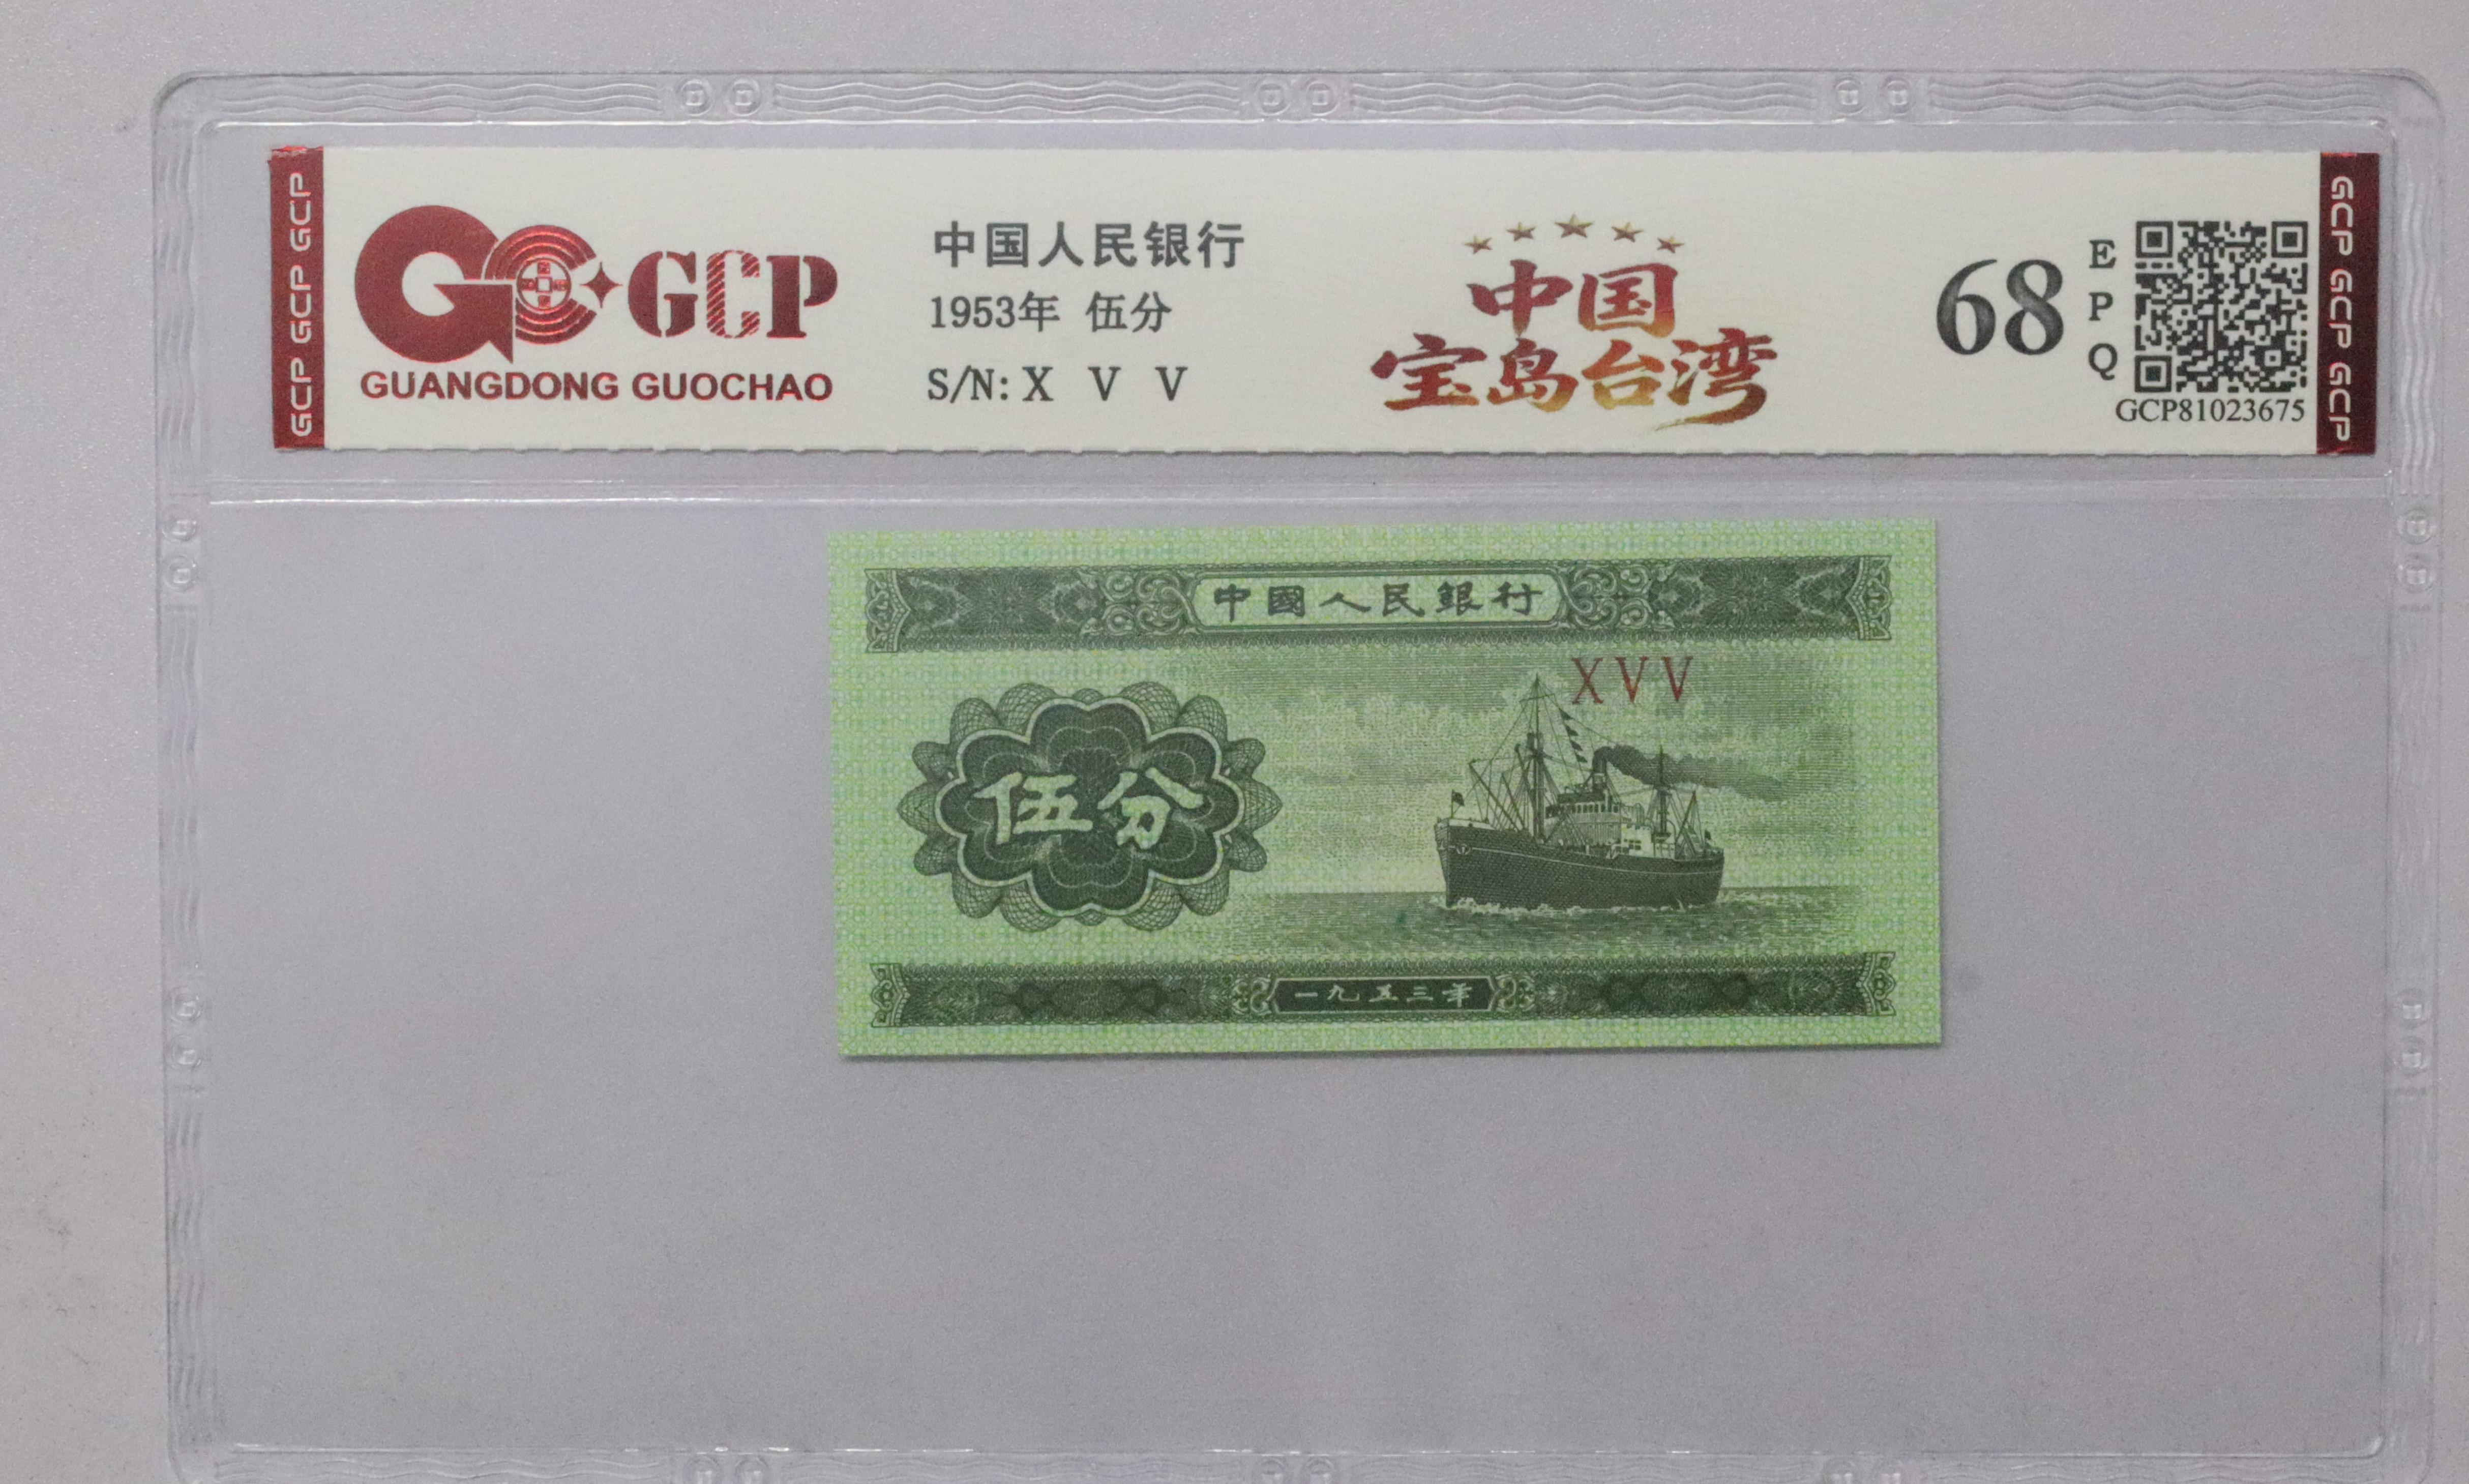 GCP GCP GCP
GCP
GUANGDONG GUOCHAO
中国人民银行
1953年 伍分
S/N: X V V
中国
宝岛台湾
68
E
P
Q
GCP81023675
GCP GCP GCP
中國人民銀行
XVV
伍分
一九五三年